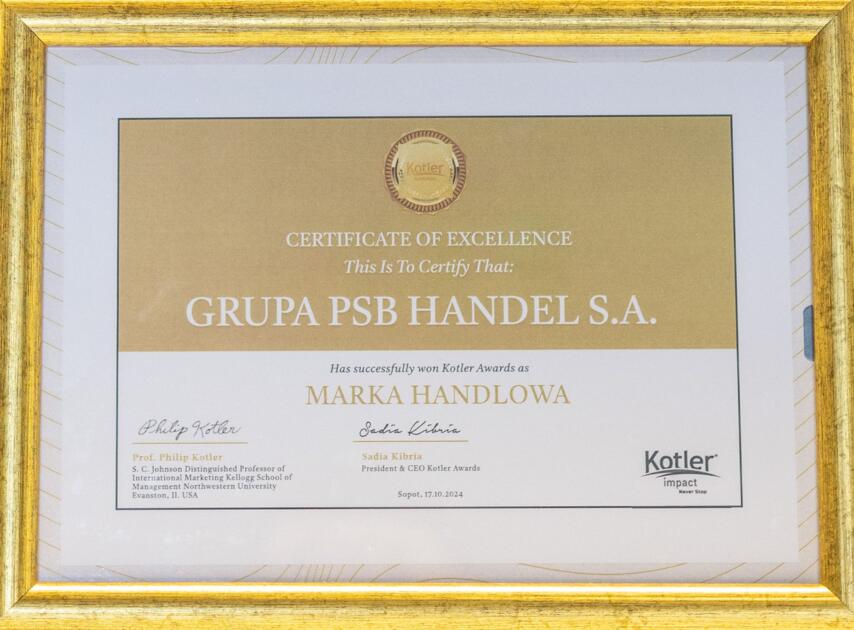 Kotler
CERTIFICATE OF EXCELLENCE
This Is To Certify That:
GRUPA PSB HANDEL S.A.
Has successfully won Kotler Awards as
MARKA HANDLOWA
Philip Kotler
Prof. Philip Kotler
S. C. Johnson Distinguished Professor of
International Marketing Kellogg School of
Management Northwestern University
Evanston, Il. USA
Sadia Kibria
Sadia Kibria
President & CEO Kotler Awards
Sopot, 17.10.2024
Kotler
impact
Never Stop